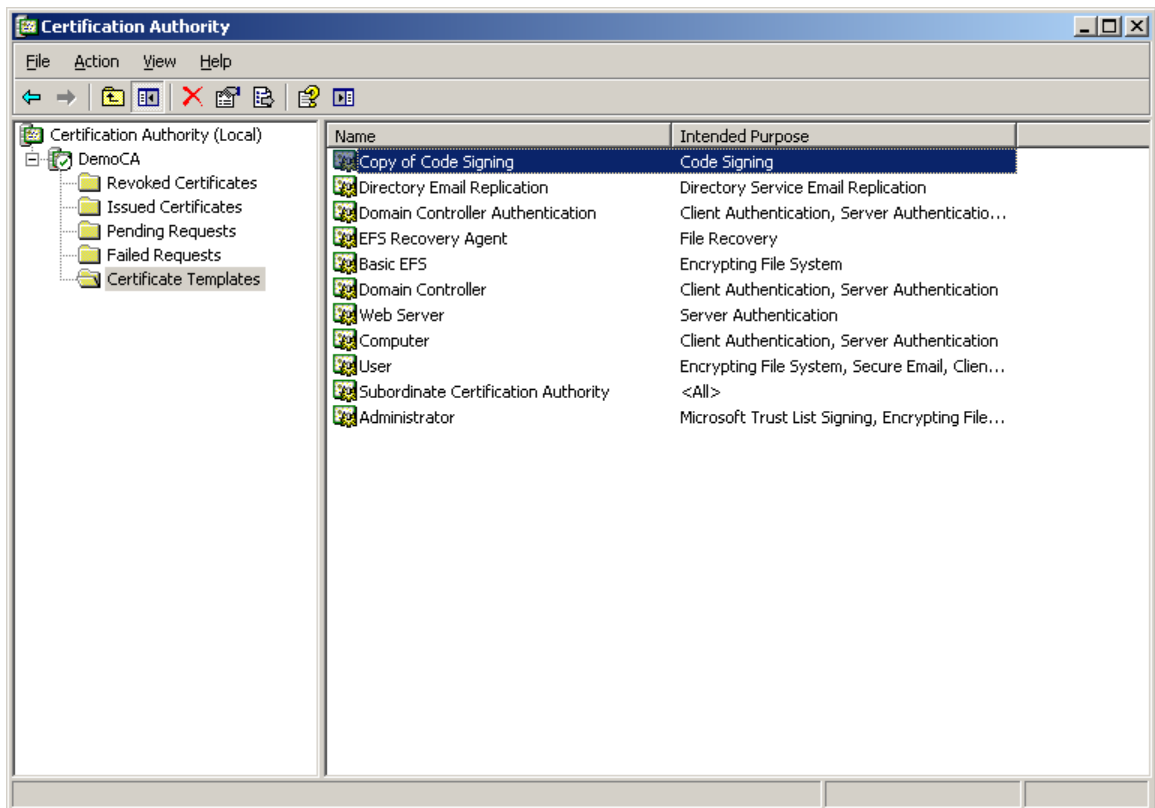 Certification Authority
File Action View Help
Certification Authority (Local)
DemoCA
Revoked Certificates
Issued Certificates
Pending Requests
Failed Requests
Certificate Templates
Name Intended Purpose
Copy of Code Signing Code Signing
Directory Email Replication Directory Service Email Replication
Domain Controller Authentication Client Authentication, Server Authenticatio...
EFS Recovery Agent File Recovery
Basic EFS Encrypting File System
Domain Controller Client Authentication, Server Authentication
Web Server Server Authentication
Computer Client Authentication, Server Authentication
User Encrypting File System, Secure Email, Clien...
Subordinate Certification Authority <All>
Administrator Microsoft Trust List Signing, Encrypting File...